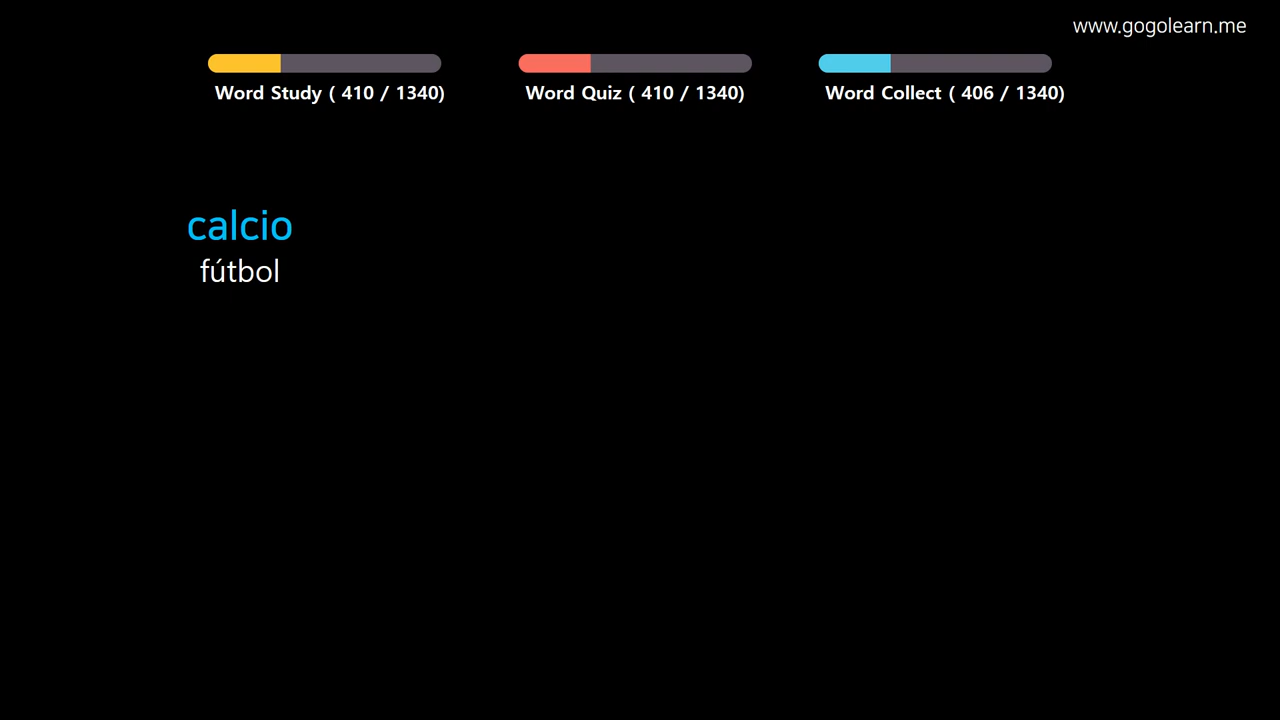 www.gogolearn.me
Word Study ( 410 / 1340)
Word Quiz ( 410 / 1340)
Word Collect ( 406 / 1340)
calcio
fútbol